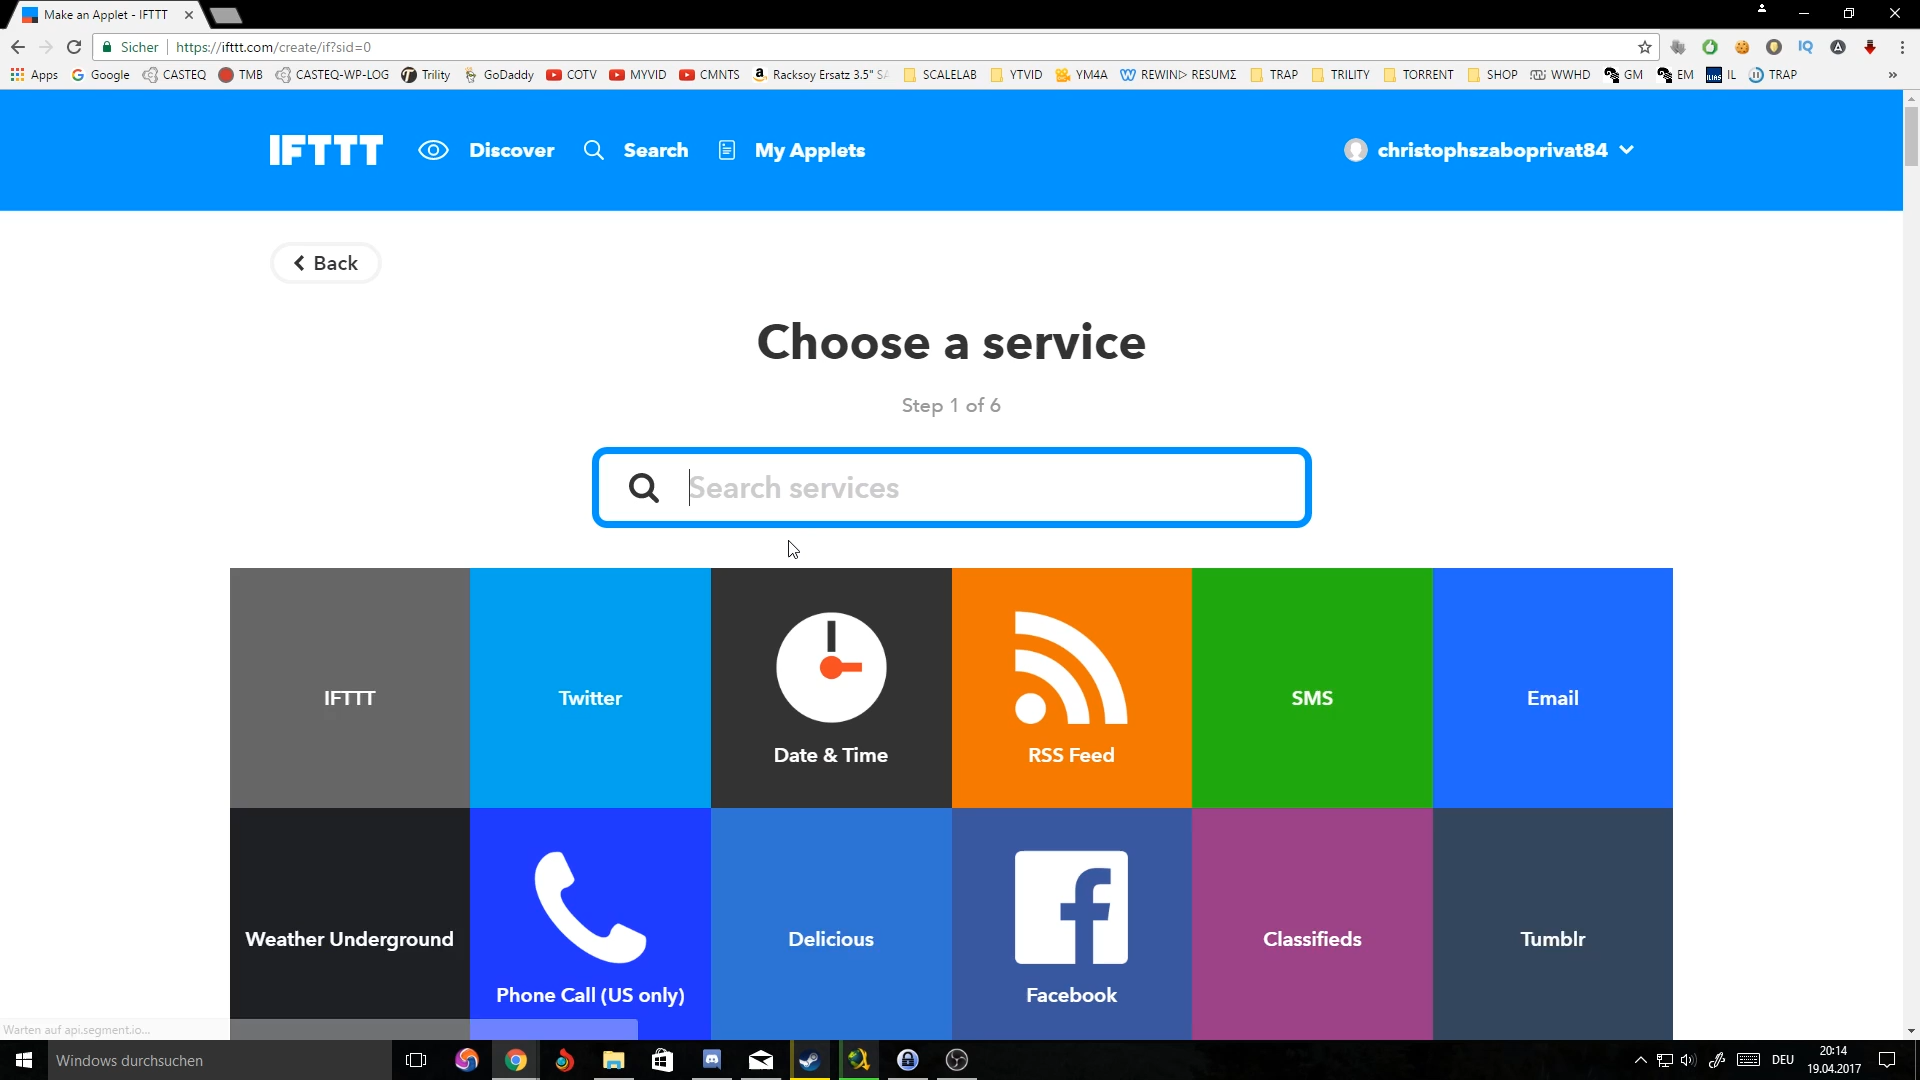 Make an Applet - IFTTT
Sicher
https://ifttt.com/create/if?sid=0
Apps Google CASTEQ TMB CASTEQ-WP-LOG Trility GoDaddy COTV MYVID CMNTS Racksoy Ersatz 3.5" SCALELAB YTVID YM4A REWIND> RESUMΣ TRAP TRILITY TORRENT SHOP WWHD GM EM IL TRAP »
IFTTT Discover Search My Applets christophszaboprivat84
Back
Choose a service
Step 1 of 6
Search services
IFTTT Twitter Date & Time RSS Feed SMS Email
Weather Underground Phone Call (US only) Delicious Facebook Classifieds Tumblr
Warten auf api.segment.io...
Windows durchsuchen
DEU
20:14
19.04.2017